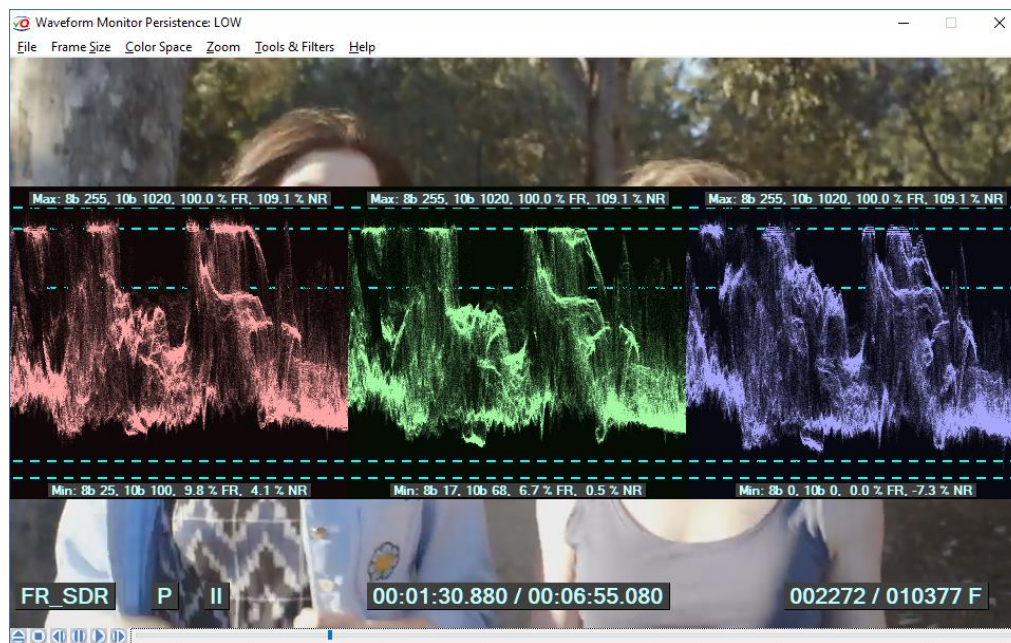 Waveform Monitor Persistence: LOW
File Frame Size Color Space Zoom Tools & Filters Help
Max: 8b 255, 10b 1020, 100.0 % FR, 109.1 % NR
Max: 8b 255, 10b 1020, 100.0 % FR, 109.1 % NR
Max: 8b 255, 10b 1020, 100.0 % FR, 109.1 % NR
Min: 8b 25, 10b 100, 9.8 % FR, 4.1 % NR
Min: 8b 17, 10b 68, 6.7 % FR, 0.5 % NR
Min: 8b 0, 10b 0, 0.0 % FR, -7.3 % NR
FR_SDR P II 00:01:30.880 / 00:06:55.080 002272 / 010377 F